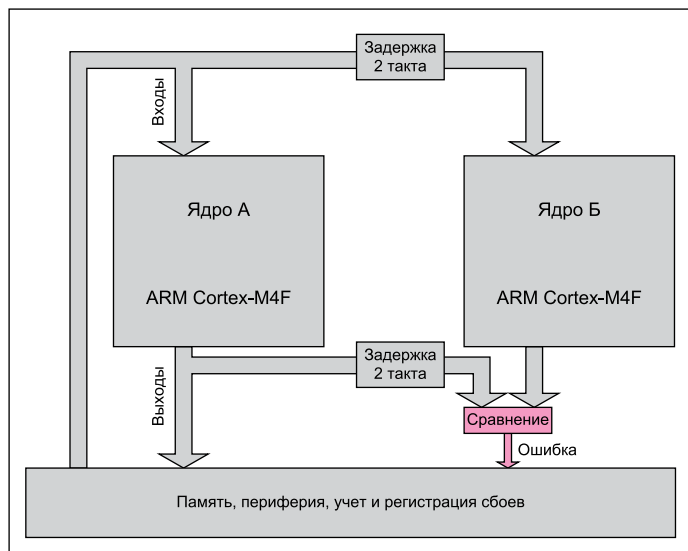 Задержка
2 такта
Входы
Ядро А
ARM Cortex-M4F
Ядро Б
ARM Cortex-M4F
Задержка
2 такта
Выходы
Сравнение
Ошибка
Память, периферия, учет и регистрация сбоев